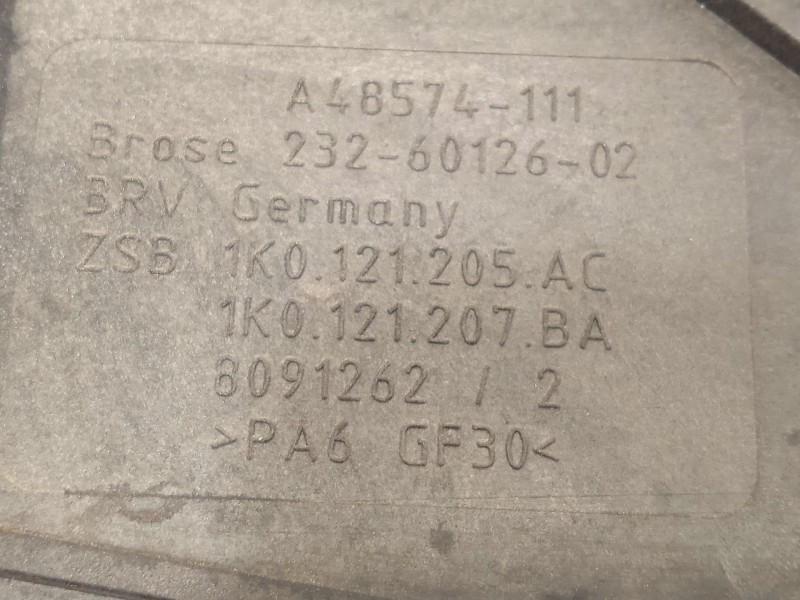 A48574-111
Brose 232-60126-02
BRV Germany
ZSB 1K0.121.205.AC
1K0.121.207.BA
8091262 / 2
>PA6 GF30<